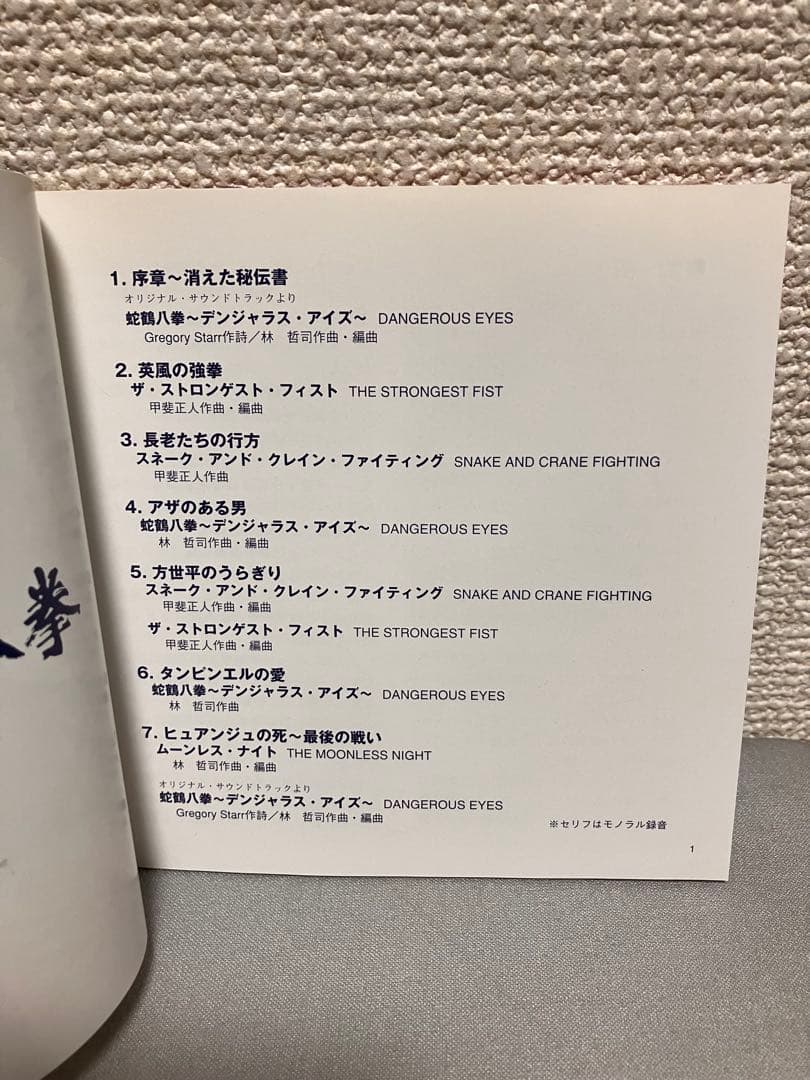 拳
1. 序章〜消えた秘伝書
オリジナル・サウンドトラックより
蛇鶴八拳〜デンジャラス・アイズ〜 DANGEROUS EYES
Gregory Starr作詩／林 哲司作曲・編曲
2. 英風の強拳
ザ・ストロンゲスト・フィスト THE STRONGEST FIST
甲斐正人作曲・編曲
3. 長老たちの行方
スネーク・アンド・クレイン・ファイティング SNAKE AND CRANE FIGHTING
甲斐正人作曲
4. アザのある男
蛇鶴八拳〜デンジャラス・アイズ〜 DANGEROUS EYES
林 哲司作曲・編曲
5. 方世平のうらぎり
スネーク・アンド・クレイン・ファイティング SNAKE AND CRANE FIGHTING
甲斐正人作曲・編曲
ザ・ストロンゲスト・フィスト THE STRONGEST FIST
甲斐正人作曲・編曲
6. タンピンエルの愛
蛇鶴八拳〜デンジャラス・アイズ〜 DANGEROUS EYES
林 哲司作曲
7. ヒュアンジュの死〜最後の戦い
ムーンレス・ナイト THE MOONLESS NIGHT
林 哲司作曲・編曲
オリジナル・サウンドトラックより
蛇鶴八拳〜デンジャラス・アイズ〜 DANGEROUS EYES
Gregory Starr作詩／林 哲司作曲・編曲
※セリフはモノラル録音
1